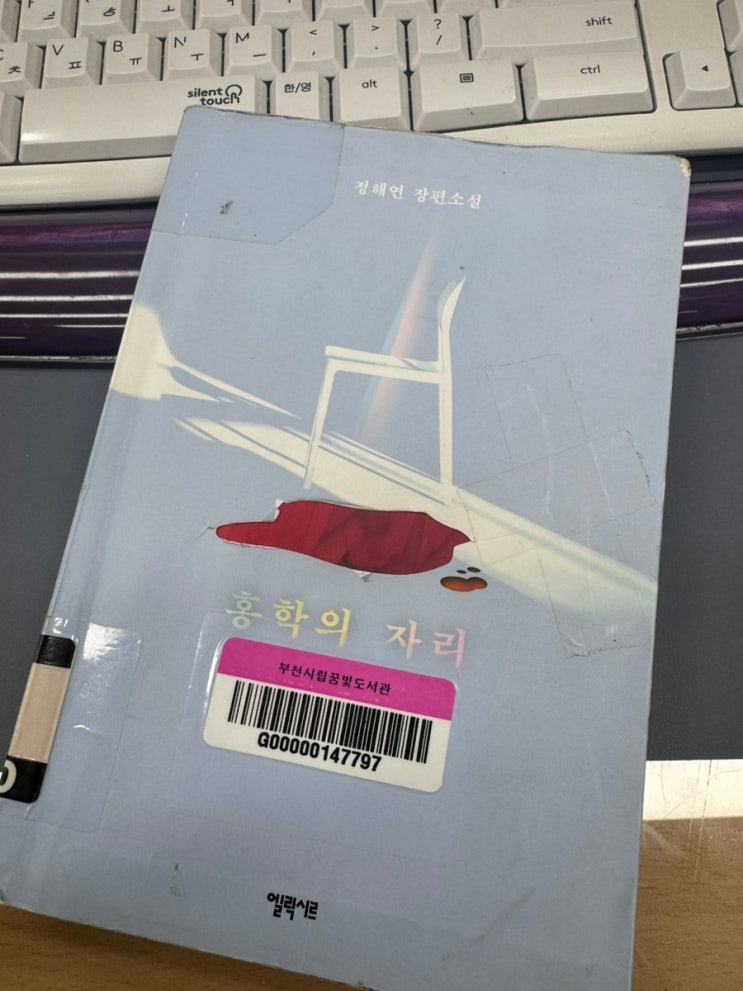 ㄹ ㅎ
shift
C ㅊ V ㅍ B ㅠ N ㅜ M ㅡ < , > . ? /
silent touch 한/영 alt ctrl
정해연 장편소설
홍학의 자리
부천시립꿈빛도서관
G00000147797
엘릭시르